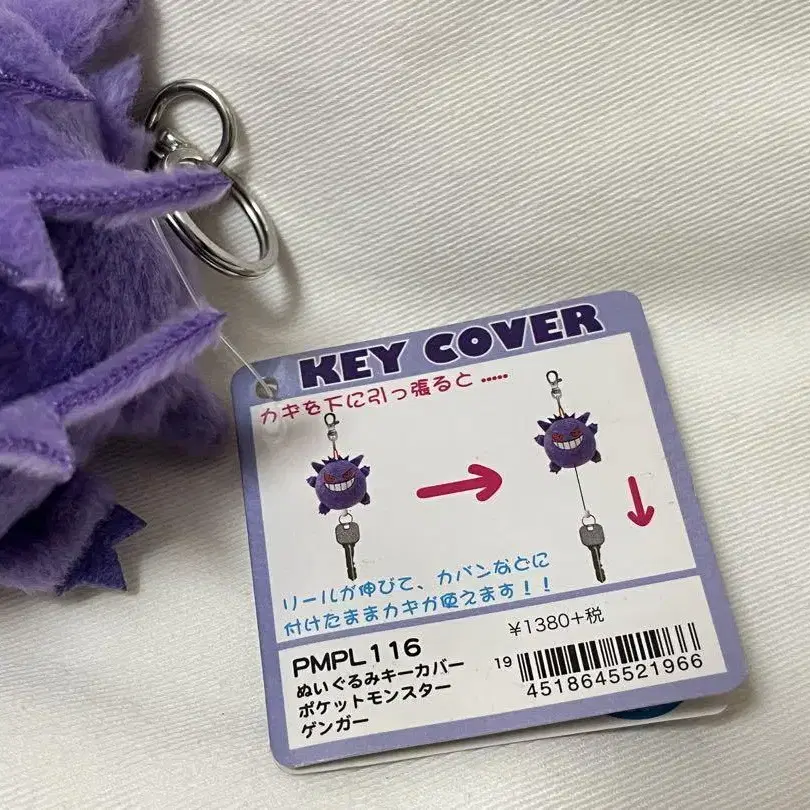 KEY COVER
カギを下に引っ張ると・・・・・
リールが伸びて、カバンなどに
付けたままカギが使えます！！
¥1380+税
PMPL116
ぬいぐるみキーカバー
ポケットモンスター
ゲンガー
19
4518645521966